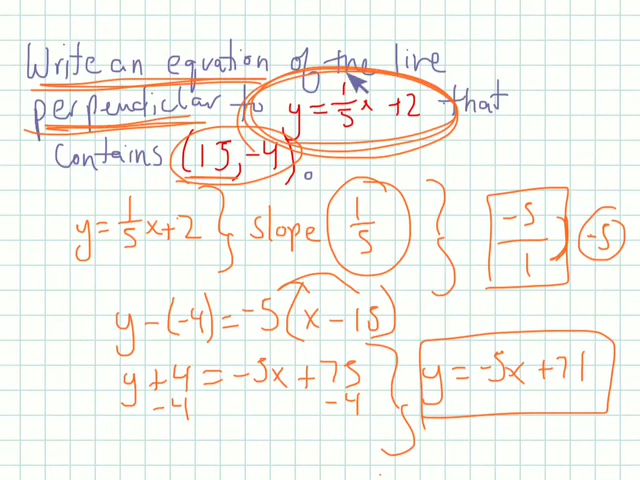 Write an equation of the line
perpendiclar to y = 1/5 x + 2 that
contains (15, -4).
y = 1/5 x + 2 } slope 1/5 } -5/1 ) -5
y - (-4) = -5(x - 15)
y + 4 = -5x + 75 } y = -5x + 71
-4 -4